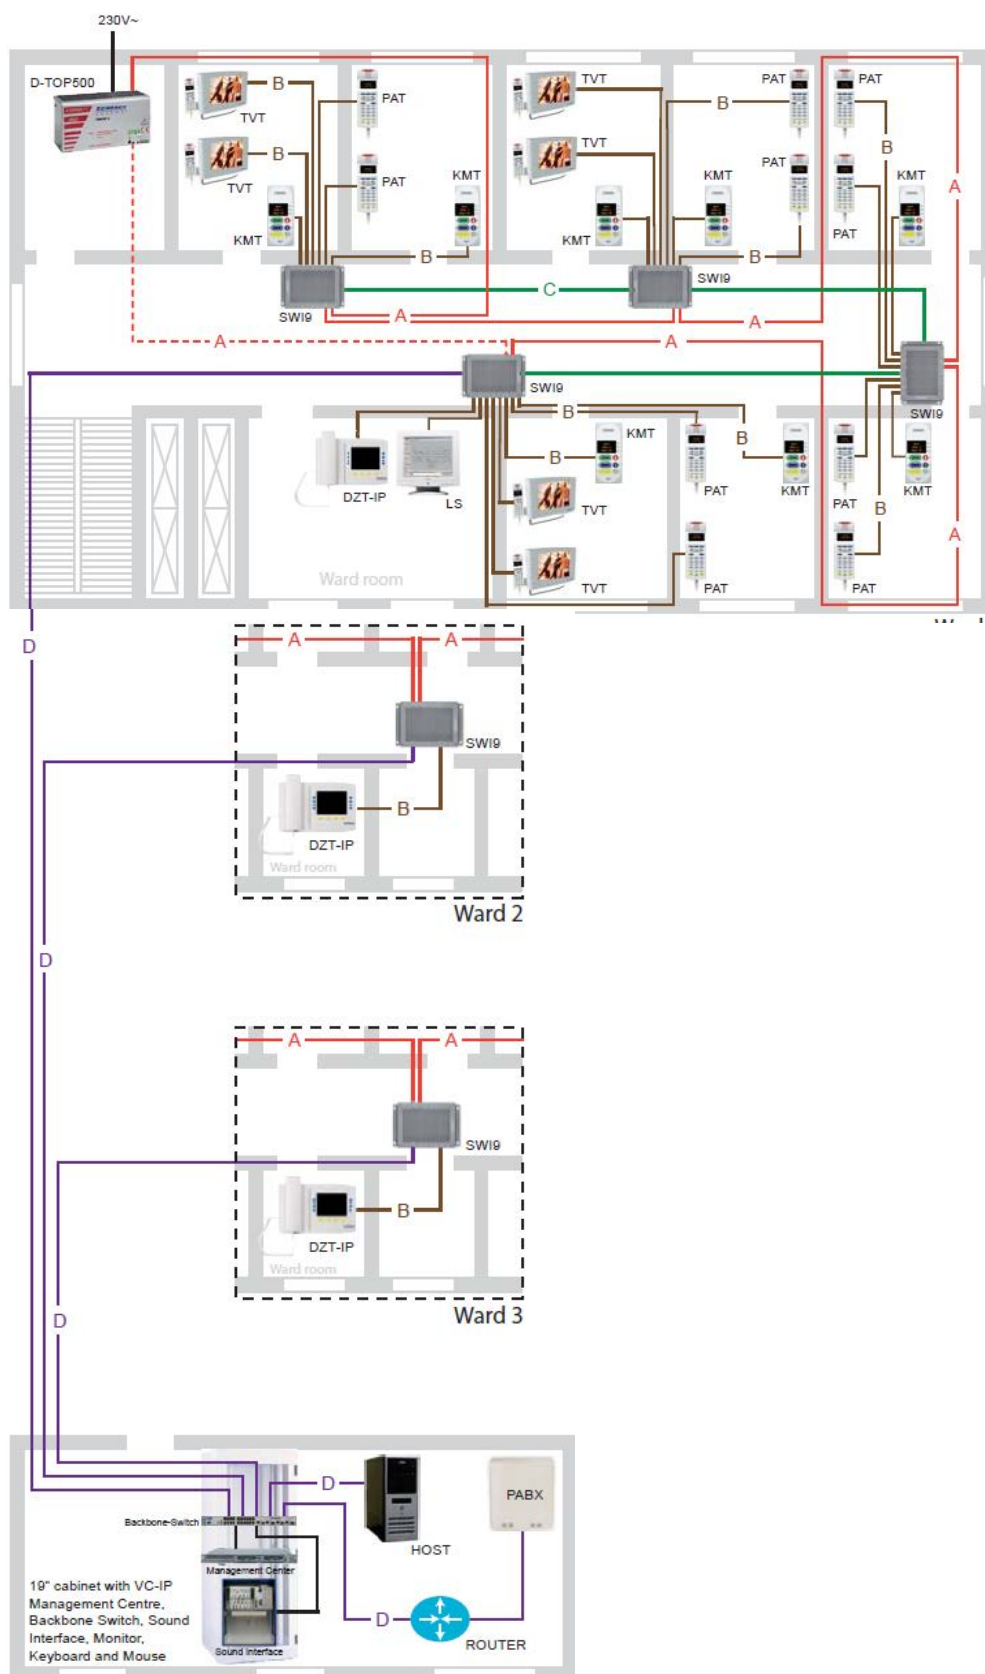 230V~
D-TOP500
B
TVT
B
TVT
KMT
PAT
PAT
KMT
B
SWI9
A
TVT
TVT
KMT
B
PAT
PAT
KMT
B
SWI9
C
A
PAT
B
PAT
KMT
A
SWI9
A
A
SWI9
DZT-IP
LS
B
B
KMT
TVT
TVT
PAT
PAT
B
KMT
PAT
B
PAT
KMT
A
Ward room
D
A
A
SWI9
B
DZT-IP
Ward room
Ward 2
D
A
A
SWI9
B
DZT-IP
Ward room
Ward 3
D
D
HOST
PABX
Backbone-Switch
Management Center
Sound Interface
D
ROUTER
19" cabinet with VC-IP
Management Centre,
Backbone Switch, Sound
Interface, Monitor,
Keyboard and Mouse